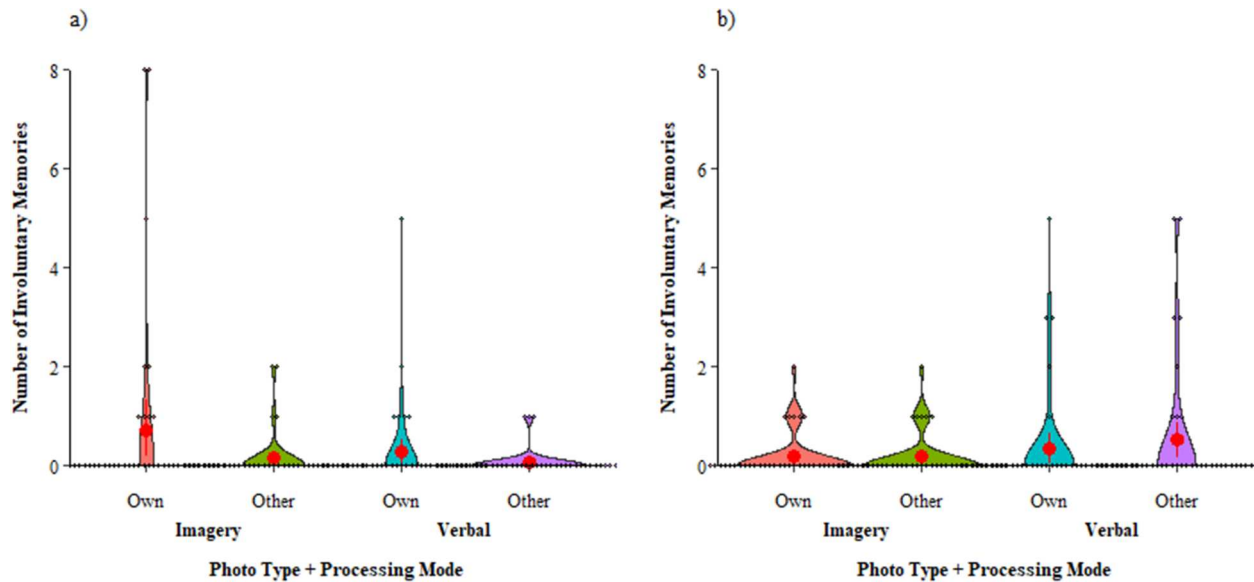 a)
Number of Involuntary Memories
8
6
4
2
0
Own Other Own Other
Imagery Verbal
Photo Type + Processing Mode
b)
Number of Involuntary Memories
8
6
4
2
0
Own Other Own Other
Imagery Verbal
Photo Type + Processing Mode